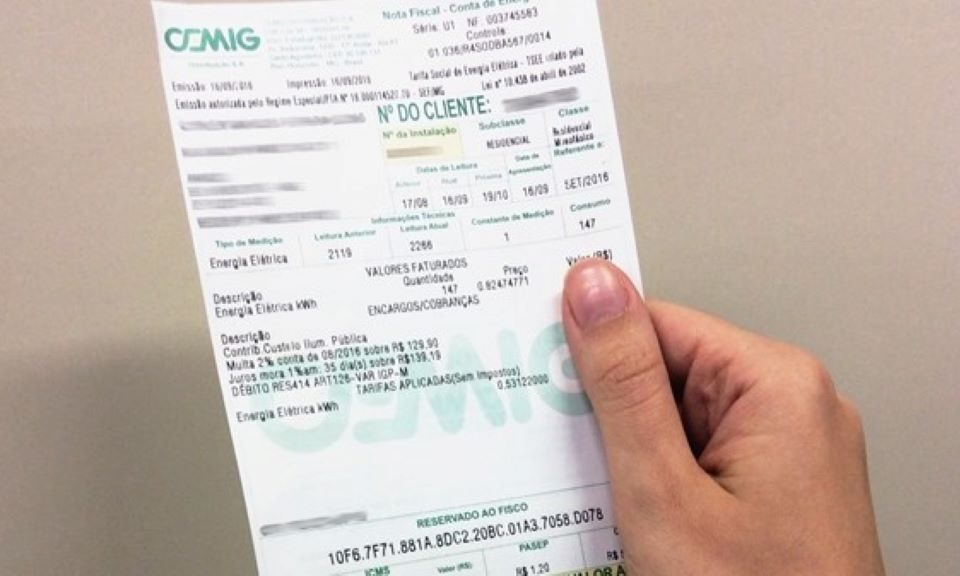 CEMIG
Nota Fiscal - Conta de Energ
Série. U1 NF. 003745583
Controle
01 036/R4SODBA567/0014
Emissão: 16/09/2016 Impressão: 16/09/2016
Tarifa Social de Energia Elétrica - TSEE criado pela
Lei nº 10.438 de abril de 2002
Emissão autorizada pelo Regime Especial/PTA Nº 16.000114520.10 - SEF/MG
Nº DO CLIENTE:
Nº da Instalação
Subclasse
RESIDENCIAL
Classe
Residencial
Monofásico
Datas de Leitura
Anterior Atual Próxima
Data de
Apresentação
Referente a:
17/08 16/09 19/10 16/09 SET/2016
Informações Técnicas
Tipo de Medição Leitura Anterior Leitura Atual Constante de Medição Consumo
Energia Elétrica 2119 2266 1 147
VALORES FATURADOS
Descrição Quantidade Preço Valor (R$)
Energia Elétrica kWh 147 0.82474771
ENCARGOS/COBRANÇAS
Descrição
Contrib.Custeio Ilum. Pública
Multa 2% conta de 08/2016 sobre R$ 129,90
Juros mora 1%am: 35 dia(s) sobre R$139,19
DÉBITO RES414 ART126-VAR IGP-M
TARIFAS APLICADAS(Sem Impostos)
Energia Elétrica kWh 0.53122000
CEMIG
RESERVADO AO FISCO
10F6.7F71.881A.8DC2.20BC.01A3.7058.D078
ICMS Valor (R$) PASEP
R$ 1,20 R$
VALOR A